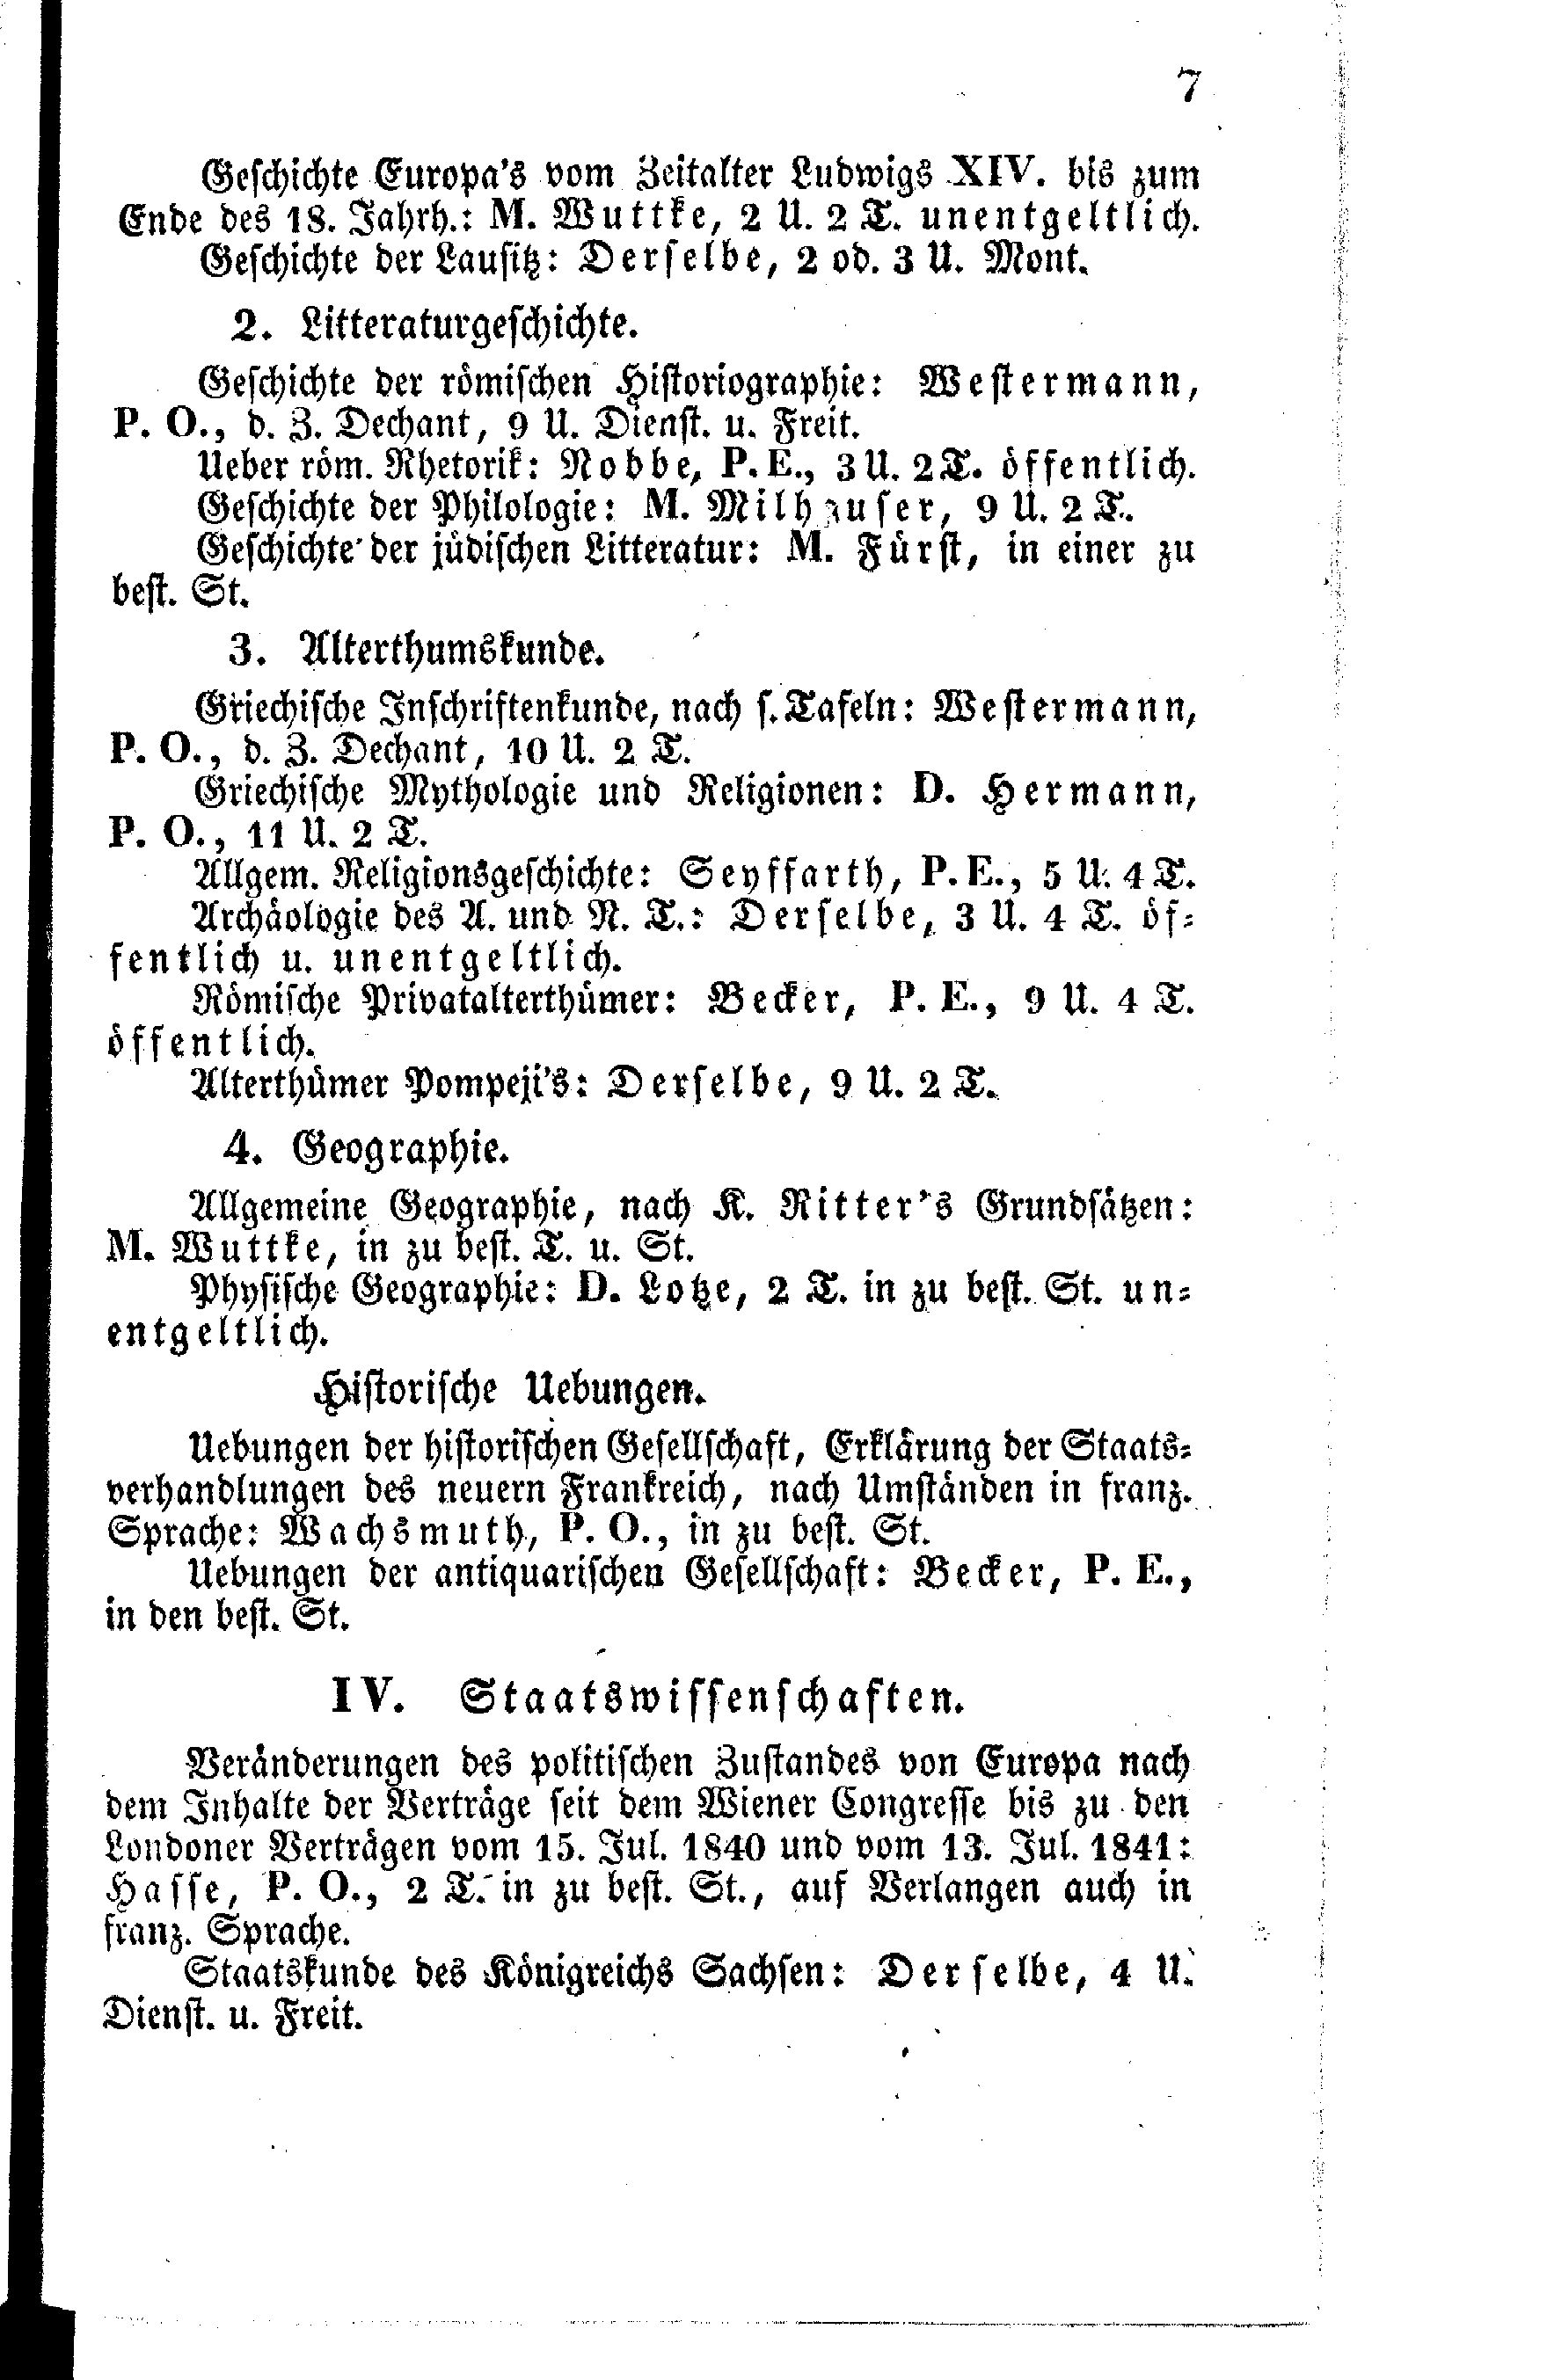 7
Geschichte Europa's vom Zeitalter Ludwigs XIV. bis zum
Ende des 18. Jahrh.: M. Wuttke, 2 U. 2 T. unentgeltlich.
Geschichte der Lausitz: Derselbe, 2 od. 3 U. Mont.
2. Litteraturgeschichte.
Geschichte der römischen Historiographie: Westermann,
P. O., d. Z. Dechant, 9 U. Dienst. u. Freit.
Ueber röm. Rhetorik: Nobbe, P. E., 3 U. 2 T. öffentlich.
Geschichte der Philologie: M. Milhauser, 9 U. 2 T.
Geschichte der jüdischen Litteratur: M. Fürst, in einer zu
best. St.
3. Alterthumskunde.
Griechische Inschriftenkunde, nach s. Tafeln: Westermann,
P. O., d. Z. Dechant, 10 U. 2 T.
Griechische Mythologie und Religionen: D. Hermann,
P. O., 11 U. 2 T.
Allgem. Religionsgeschichte: Seyffarth, P. E., 5 U. 4 T.
Archäologie des A. und N. T.: Derselbe, 3 U. 4 T. öf-
fentlich u. unentgeltlich.
Römische Privatalterthümer: Becker, P. E., 9 U. 4 T.
öffentlich.
Alterthümer Pompeji's: Derselbe, 9 U. 2 T.
4. Geographie.
Allgemeine Geographie, nach K. Ritter's Grundsätzen:
M. Wuttke, in zu best. T. u. St.
Physische Geographie: D. Lotze, 2 T. in zu best. St. un-
entgeltlich.
Historische Uebungen.
Uebungen der historischen Gesellschaft, Erklärung der Staats-
verhandlungen des neuern Frankreich, nach Umständen in franz.
Sprache: Wachsmuth, P. O., in zu best. St.
Uebungen der antiquarischen Gesellschaft: Becker, P. E.,
in den best. St.
IV. Staatswissenschaften.
Veränderungen des politischen Zustandes von Europa nach
dem Inhalte der Verträge seit dem Wiener Congresse bis zu den
Londoner Verträgen vom 15. Jul. 1840 und vom 13. Jul. 1841:
Hasse, P. O., 2 T. in zu best. St., auf Verlangen auch in
franz. Sprache.
Staatskunde des Königreichs Sachsen: Derselbe, 4 U.
Dienst. u. Freit.